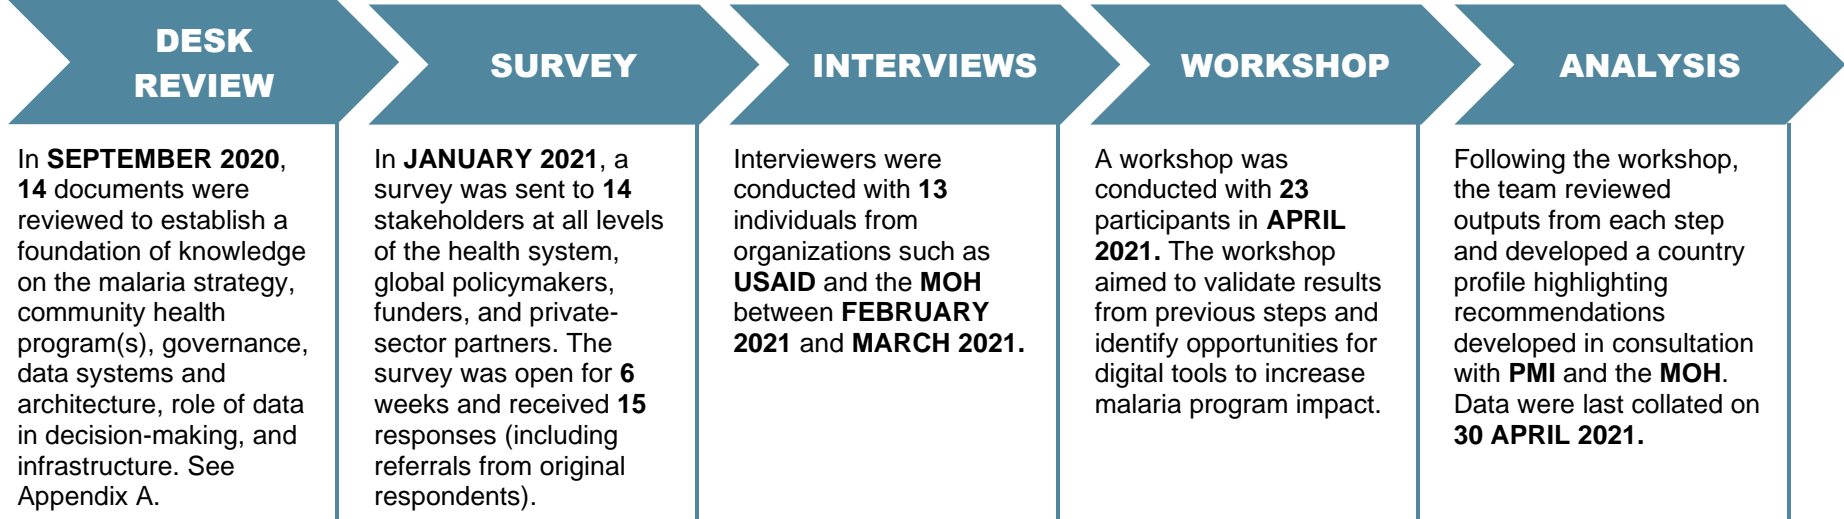 DESK
REVIEW
In SEPTEMBER 2020,
14 documents were
reviewed to establish a
foundation of knowledge
on the malaria strategy,
community health
program(s), governance,
data systems and
architecture, role of data
in decision-making, and
infrastructure. See
Appendix A.
SURVEY
In JANUARY 2021, a
survey was sent to 14
stakeholders at all levels
of the health system,
global policymakers,
funders, and private-
sector partners. The
survey was open for 6
weeks and received 15
responses (including
referrals from original
respondents).
INTERVIEWS
Interviewers were
conducted with 13
individuals from
organizations such as
USAID and the MOH
between FEBRUARY
2021 and MARCH 2021.
WORKSHOP
A workshop was
conducted with 23
participants in APRIL
2021. The workshop
aimed to validate results
from previous steps and
identify opportunities for
digital tools to increase
malaria program impact.
ANALYSIS
Following the workshop,
the team reviewed
outputs from each step
and developed a country
profile highlighting
recommendations
developed in consultation
with PMI and the MOH.
Data were last collated on
30 APRIL 2021.